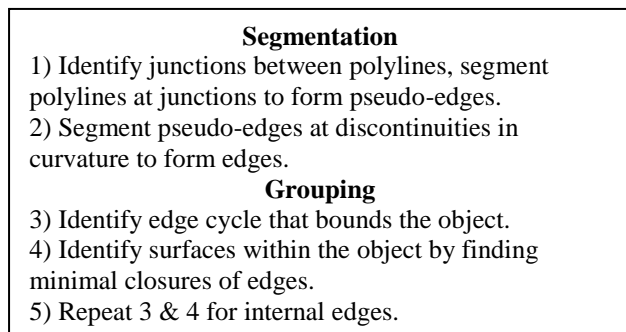 Segmentation
1) Identify junctions between polylines, segment
polylines at junctions to form pseudo-edges.
2) Segment pseudo-edges at discontinuities in
curvature to form edges.
Grouping
3) Identify edge cycle that bounds the object.
4) Identify surfaces within the object by finding
minimal closures of edges.
5) Repeat 3 & 4 for internal edges.